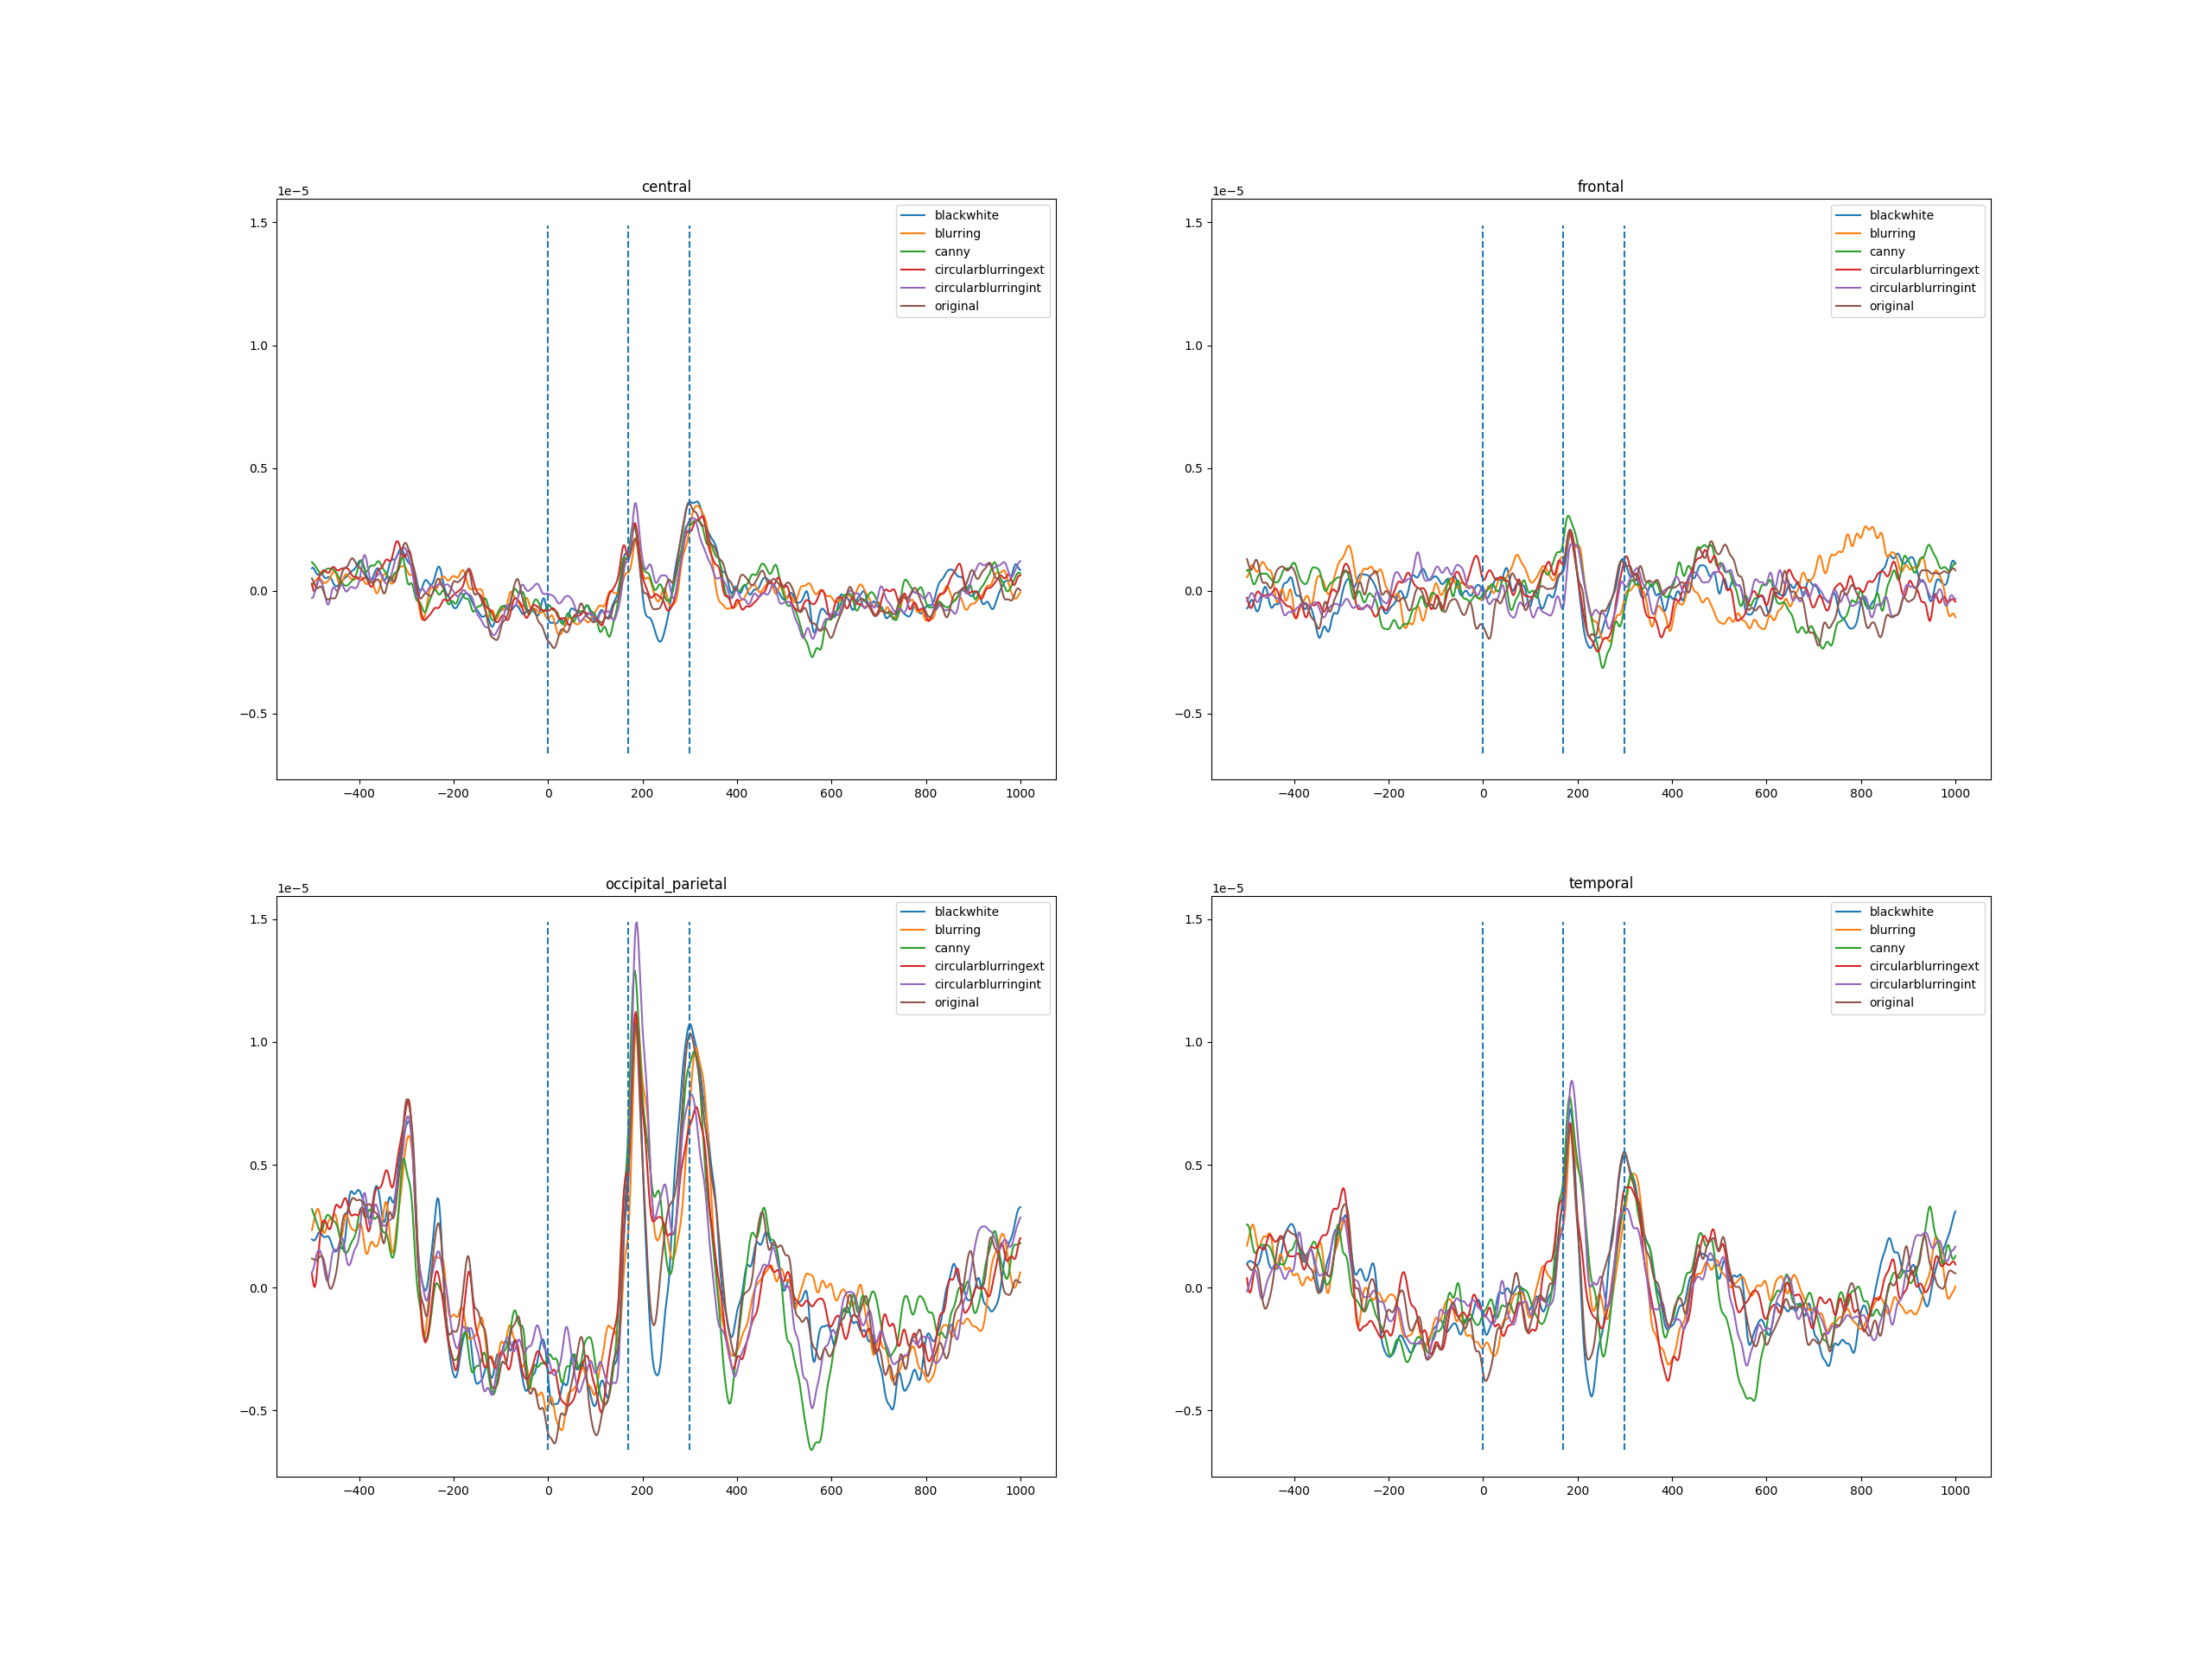 central
1e−5
1.5
1.0
0.5
0.0
−0.5
−400 −200 0 200 400 600 800 1000
blackwhite
blurring
canny
circularblurringext
circularblurringint
original
frontal
1e−5
1.5
1.0
0.5
0.0
−0.5
−400 −200 0 200 400 600 800 1000
blackwhite
blurring
canny
circularblurringext
circularblurringint
original
occipital_parietal
1e−5
1.5
1.0
0.5
0.0
−0.5
−400 −200 0 200 400 600 800 1000
blackwhite
blurring
canny
circularblurringext
circularblurringint
original
temporal
1e−5
1.5
1.0
0.5
0.0
−0.5
−400 −200 0 200 400 600 800 1000
blackwhite
blurring
canny
circularblurringext
circularblurringint
original